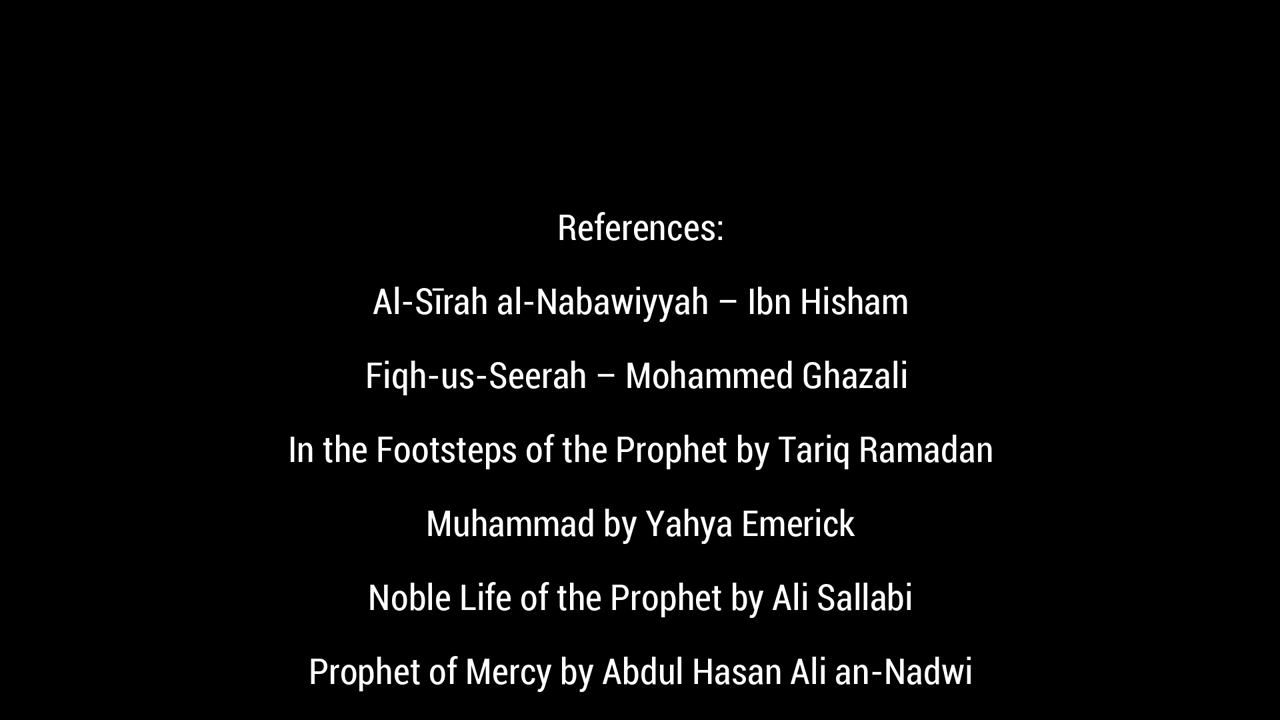 References:
Al-Sīrah al-Nabawiyyah – Ibn Hisham
Fiqh-us-Seerah – Mohammed Ghazali
In the Footsteps of the Prophet by Tariq Ramadan
Muhammad by Yahya Emerick
Noble Life of the Prophet by Ali Sallabi
Prophet of Mercy by Abdul Hasan Ali an-Nadwi